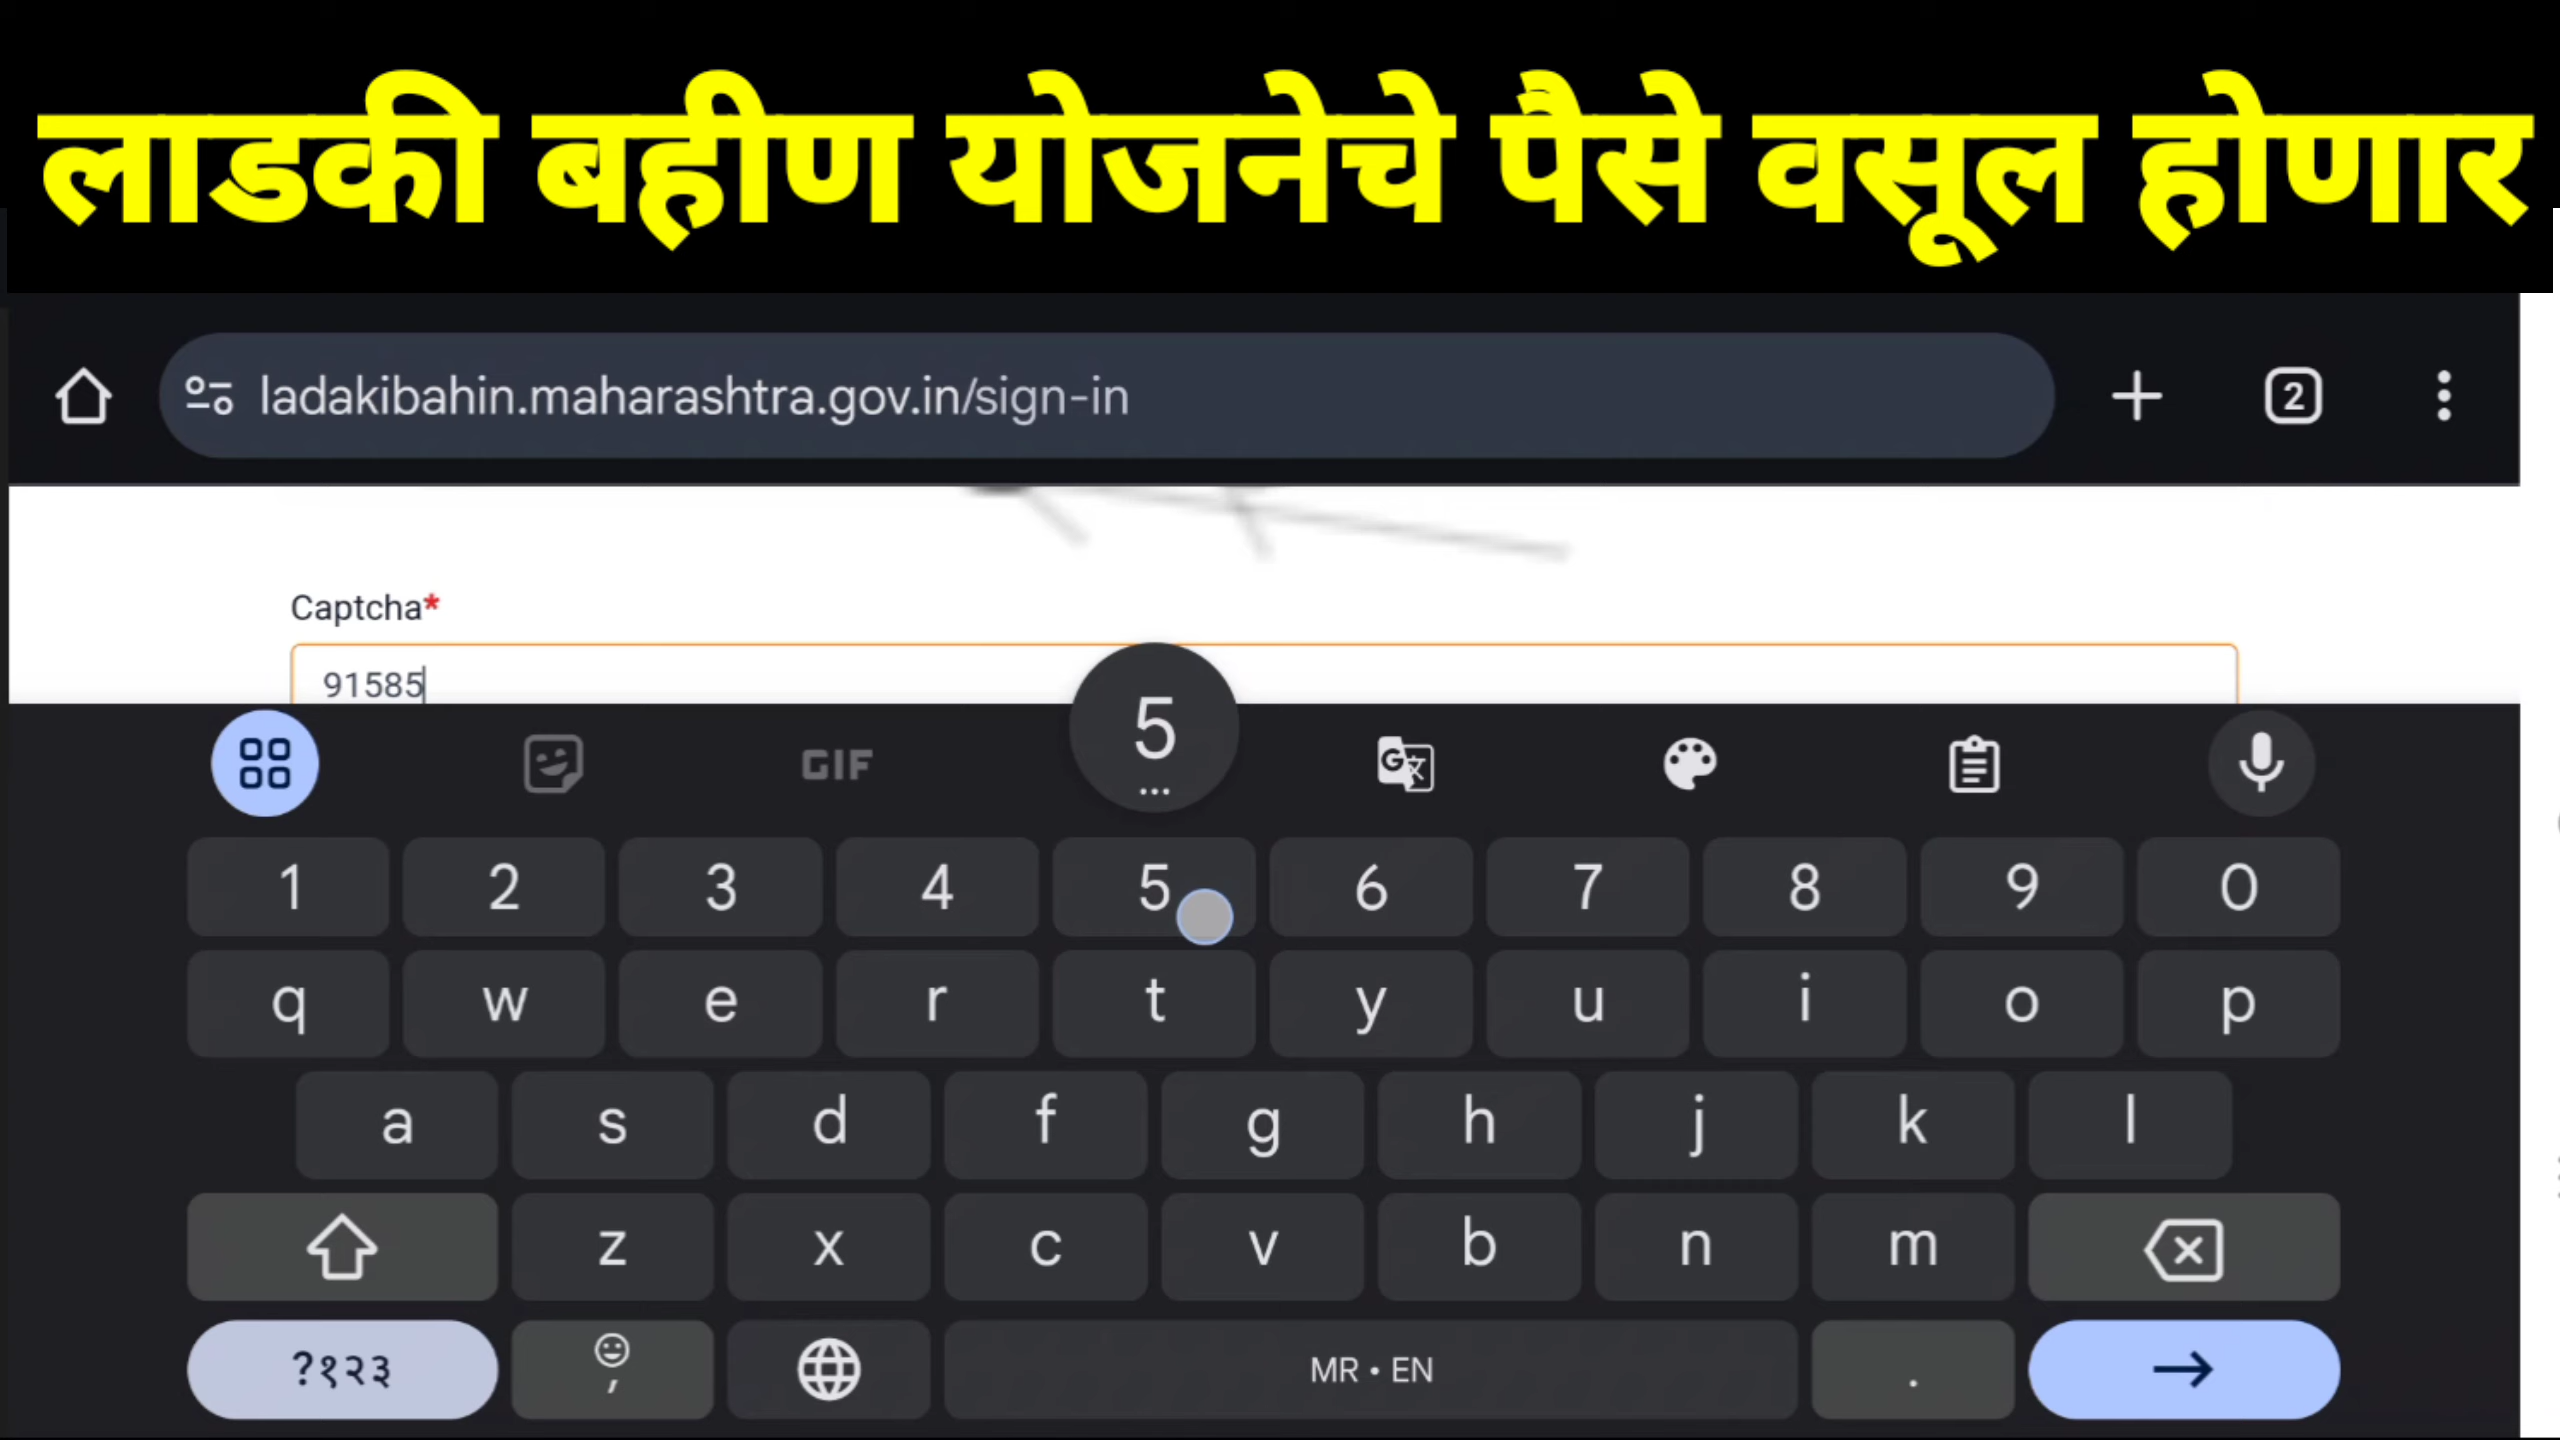 लाडकी बहीण योजनेचे पैसे वसूल होणार
ladakibahin.maharashtra.gov.in/sign-in
2
Captcha*
91585
GIF
5
...
1 2 3 4 5 6 7 8 9 0
q w e r t y u i o p
a s d f g h j k l
z x c v b n m
?१२३ , MR • EN .